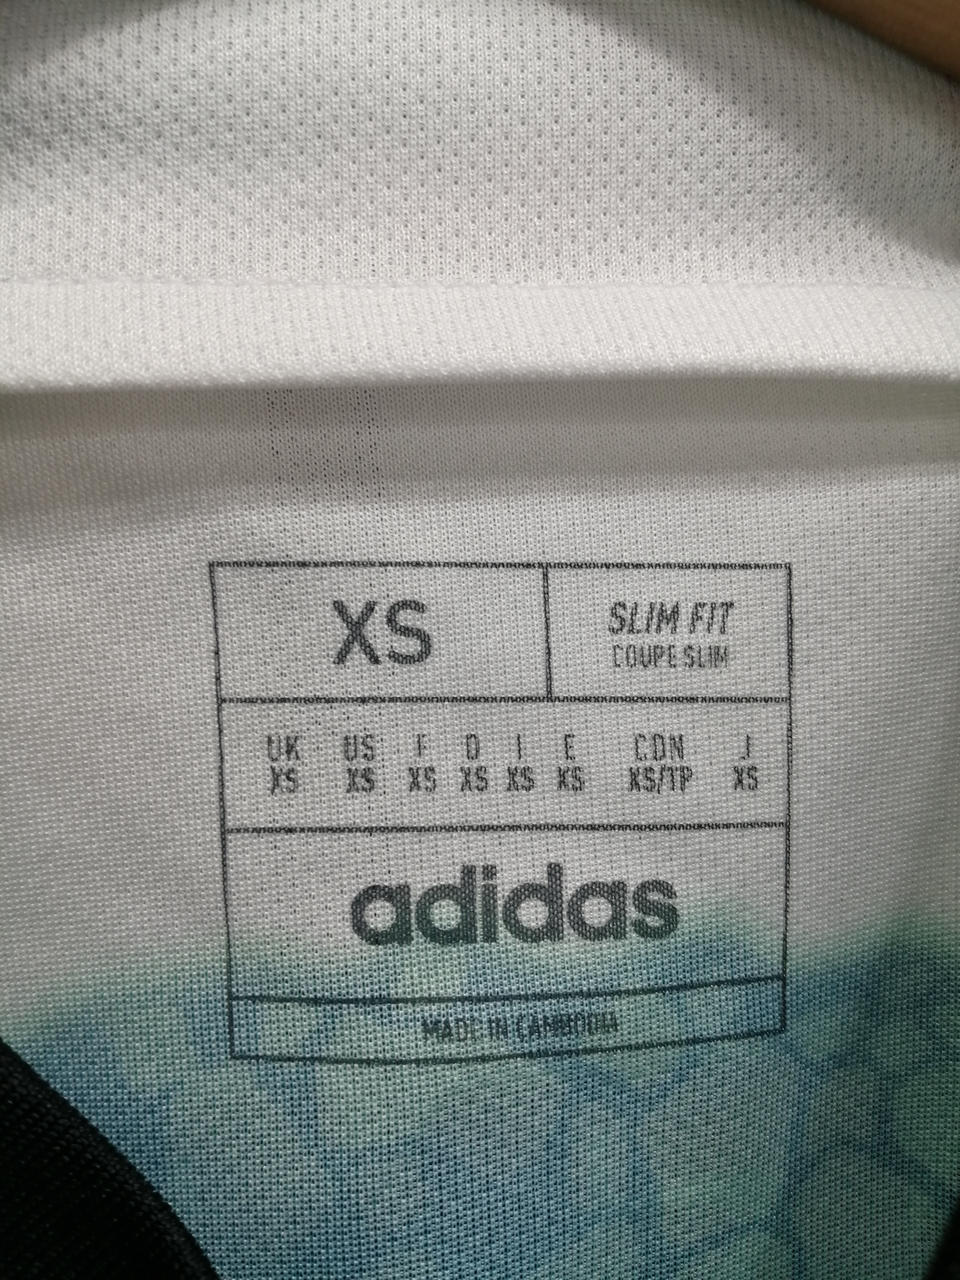 XS
SLIM FIT
COUPE SLIM
UK US F D I E CDN J
XS XS XS XS XS XS XS/TP XS
adidas
MADE IN CAMBODIA